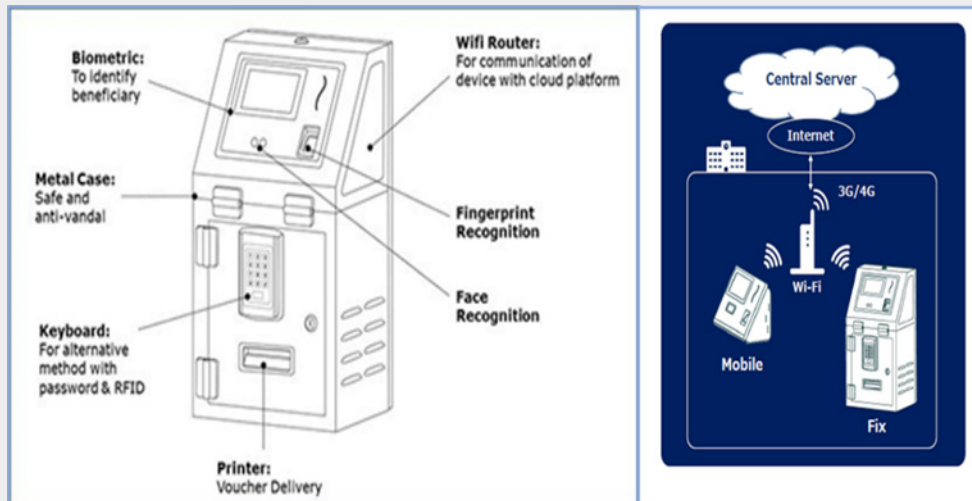 Biometric:
To identify
beneficiary
Metal Case:
Safe and
anti-vandal
Keyboard:
For alternative
method with
password & RFID
Printer:
Voucher Delivery
Wifi Router:
For communication of
device with cloud platform
Fingerprint
Recognition
Face
Recognition
Central Server
Internet
3G/4G
Wi-Fi
Mobile
Fix